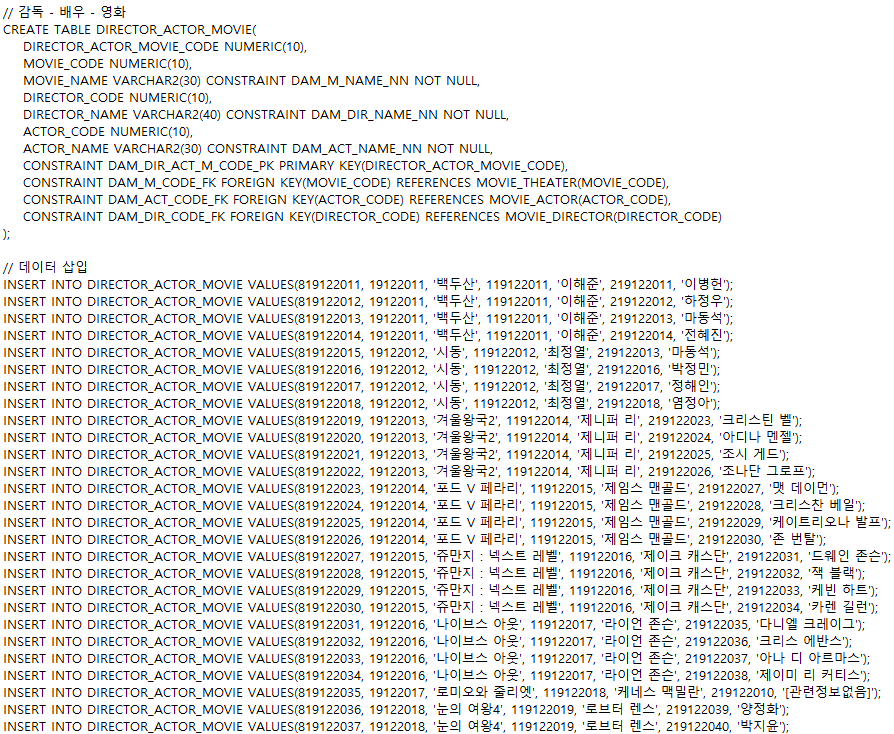 // 감독 - 배우 - 영화
CREATE TABLE DIRECTOR_ACTOR_MOVIE(
DIRECTOR_ACTOR_MOVIE_CODE NUMERIC(10),
MOVIE_CODE NUMERIC(10),
MOVIE_NAME VARCHAR2(30) CONSTRAINT DAM_M_NAME_NN NOT NULL,
DIRECTOR_CODE NUMERIC(10),
DIRECTOR_NAME VARCHAR2(40) CONSTRAINT DAM_DIR_NAME_NN NOT NULL,
ACTOR_CODE NUMERIC(10),
ACTOR_NAME VARCHAR2(30) CONSTRAINT DAM_ACT_NAME_NN NOT NULL,
CONSTRAINT DAM_DIR_ACT_M_CODE_PK PRIMARY KEY(DIRECTOR_ACTOR_MOVIE_CODE),
CONSTRAINT DAM_M_CODE_FK FOREIGN KEY(MOVIE_CODE) REFERENCES MOVIE_THEATER(MOVIE_CODE),
CONSTRAINT DAM_ACT_CODE_FK FOREIGN KEY(ACTOR_CODE) REFERENCES MOVIE_ACTOR(ACTOR_CODE),
CONSTRAINT DAM_DIR_CODE_FK FOREIGN KEY(DIRECTOR_CODE) REFERENCES MOVIE_DIRECTOR(DIRECTOR_CODE)
);
// 데이터 삽입
INSERT INTO DIRECTOR_ACTOR_MOVIE VALUES(819122011, 19122011, '백두산', 119122011, '이해준', 219122011, '이병헌');
INSERT INTO DIRECTOR_ACTOR_MOVIE VALUES(819122012, 19122011, '백두산', 119122011, '이해준', 219122012, '하정우');
INSERT INTO DIRECTOR_ACTOR_MOVIE VALUES(819122013, 19122011, '백두산', 119122011, '이해준', 219122013, '마동석');
INSERT INTO DIRECTOR_ACTOR_MOVIE VALUES(819122014, 19122011, '백두산', 119122011, '이해준', 219122014, '전혜진');
INSERT INTO DIRECTOR_ACTOR_MOVIE VALUES(819122015, 19122012, '시동', 119122012, '최정열', 219122013, '마동석');
INSERT INTO DIRECTOR_ACTOR_MOVIE VALUES(819122016, 19122012, '시동', 119122012, '최정열', 219122016, '박정민');
INSERT INTO DIRECTOR_ACTOR_MOVIE VALUES(819122017, 19122012, '시동', 119122012, '최정열', 219122017, '정해인');
INSERT INTO DIRECTOR_ACTOR_MOVIE VALUES(819122018, 19122012, '시동', 119122012, '최정열', 219122018, '염정아');
INSERT INTO DIRECTOR_ACTOR_MOVIE VALUES(819122019, 19122013, '겨울왕국2', 119122014, '제니퍼 리', 219122023, '크리스틴 벨');
INSERT INTO DIRECTOR_ACTOR_MOVIE VALUES(819122020, 19122013, '겨울왕국2', 119122014, '제니퍼 리', 219122024, '아디나 멘젤');
INSERT INTO DIRECTOR_ACTOR_MOVIE VALUES(819122021, 19122013, '겨울왕국2', 119122014, '제니퍼 리', 219122025, '조시 게드');
INSERT INTO DIRECTOR_ACTOR_MOVIE VALUES(819122022, 19122013, '겨울왕국2', 119122014, '제니퍼 리', 219122026, '조나단 그로프');
INSERT INTO DIRECTOR_ACTOR_MOVIE VALUES(819122023, 19122014, '포드 V 페라리', 119122015, '제임스 맨골드', 219122027, '맷 데이먼');
INSERT INTO DIRECTOR_ACTOR_MOVIE VALUES(819122024, 19122014, '포드 V 페라리', 119122015, '제임스 맨골드', 219122028, '크리스찬 베일');
INSERT INTO DIRECTOR_ACTOR_MOVIE VALUES(819122025, 19122014, '포드 V 페라리', 119122015, '제임스 맨골드', 219122029, '케이트리오나 발프');
INSERT INTO DIRECTOR_ACTOR_MOVIE VALUES(819122026, 19122014, '포드 V 페라리', 119122015, '제임스 맨골드', 219122030, '존 번탈');
INSERT INTO DIRECTOR_ACTOR_MOVIE VALUES(819122027, 19122015, '쥬만지 : 넥스트 레벨', 119122016, '제이크 캐스단', 219122031, '드웨인 존슨');
INSERT INTO DIRECTOR_ACTOR_MOVIE VALUES(819122028, 19122015, '쥬만지 : 넥스트 레벨', 119122016, '제이크 캐스단', 219122032, '잭 블랙');
INSERT INTO DIRECTOR_ACTOR_MOVIE VALUES(819122029, 19122015, '쥬만지 : 넥스트 레벨', 119122016, '제이크 캐스단', 219122033, '케빈 하트');
INSERT INTO DIRECTOR_ACTOR_MOVIE VALUES(819122030, 19122015, '쥬만지 : 넥스트 레벨', 119122016, '제이크 캐스단', 219122034, '카렌 길런');
INSERT INTO DIRECTOR_ACTOR_MOVIE VALUES(819122031, 19122016, '나이브스 아웃', 119122017, '라이언 존슨', 219122035, '다니엘 크레이그');
INSERT INTO DIRECTOR_ACTOR_MOVIE VALUES(819122032, 19122016, '나이브스 아웃', 119122017, '라이언 존슨', 219122036, '크리스 에반스');
INSERT INTO DIRECTOR_ACTOR_MOVIE VALUES(819122033, 19122016, '나이브스 아웃', 119122017, '라이언 존슨', 219122037, '아나 디 아르마스');
INSERT INTO DIRECTOR_ACTOR_MOVIE VALUES(819122034, 19122016, '나이브스 아웃', 119122017, '라이언 존슨', 219122038, '제이미 리 커티스');
INSERT INTO DIRECTOR_ACTOR_MOVIE VALUES(819122035, 19122017, '로미오와 줄리엣', 119122018, '케네스 맥밀란', 219122010, '[관련정보없음]');
INSERT INTO DIRECTOR_ACTOR_MOVIE VALUES(819122036, 19122018, '눈의 여왕4', 119122019, '로브터 렌스', 219122039, '양정화');
INSERT INTO DIRECTOR_ACTOR_MOVIE VALUES(819122037, 19122018, '눈의 여왕4', 119122019, '로브터 렌스', 219122040, '박지윤');